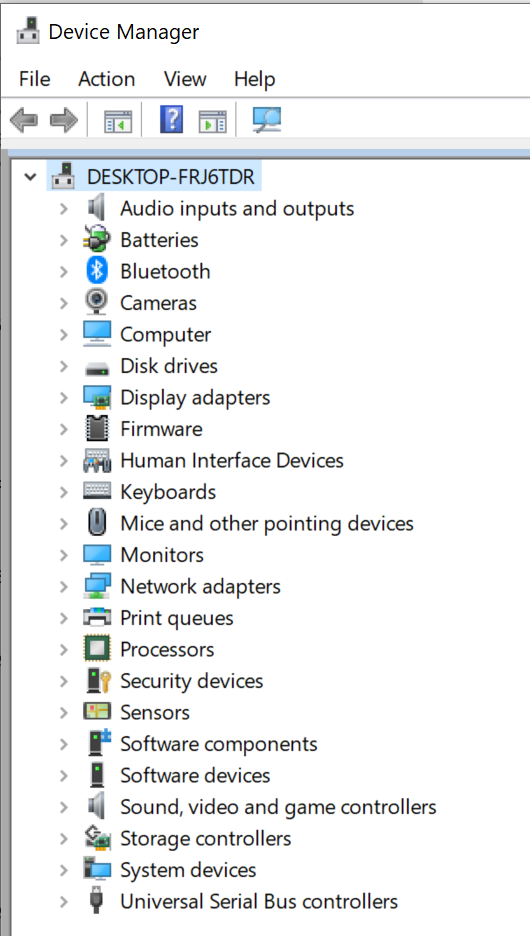 Device Manager
File Action View Help
DESKTOP-FRJ6TDR
Audio inputs and outputs
Batteries
Bluetooth
Cameras
Computer
Disk drives
Display adapters
Firmware
Human Interface Devices
Keyboards
Mice and other pointing devices
Monitors
Network adapters
Print queues
Processors
Security devices
Sensors
Software components
Software devices
Sound, video and game controllers
Storage controllers
System devices
Universal Serial Bus controllers